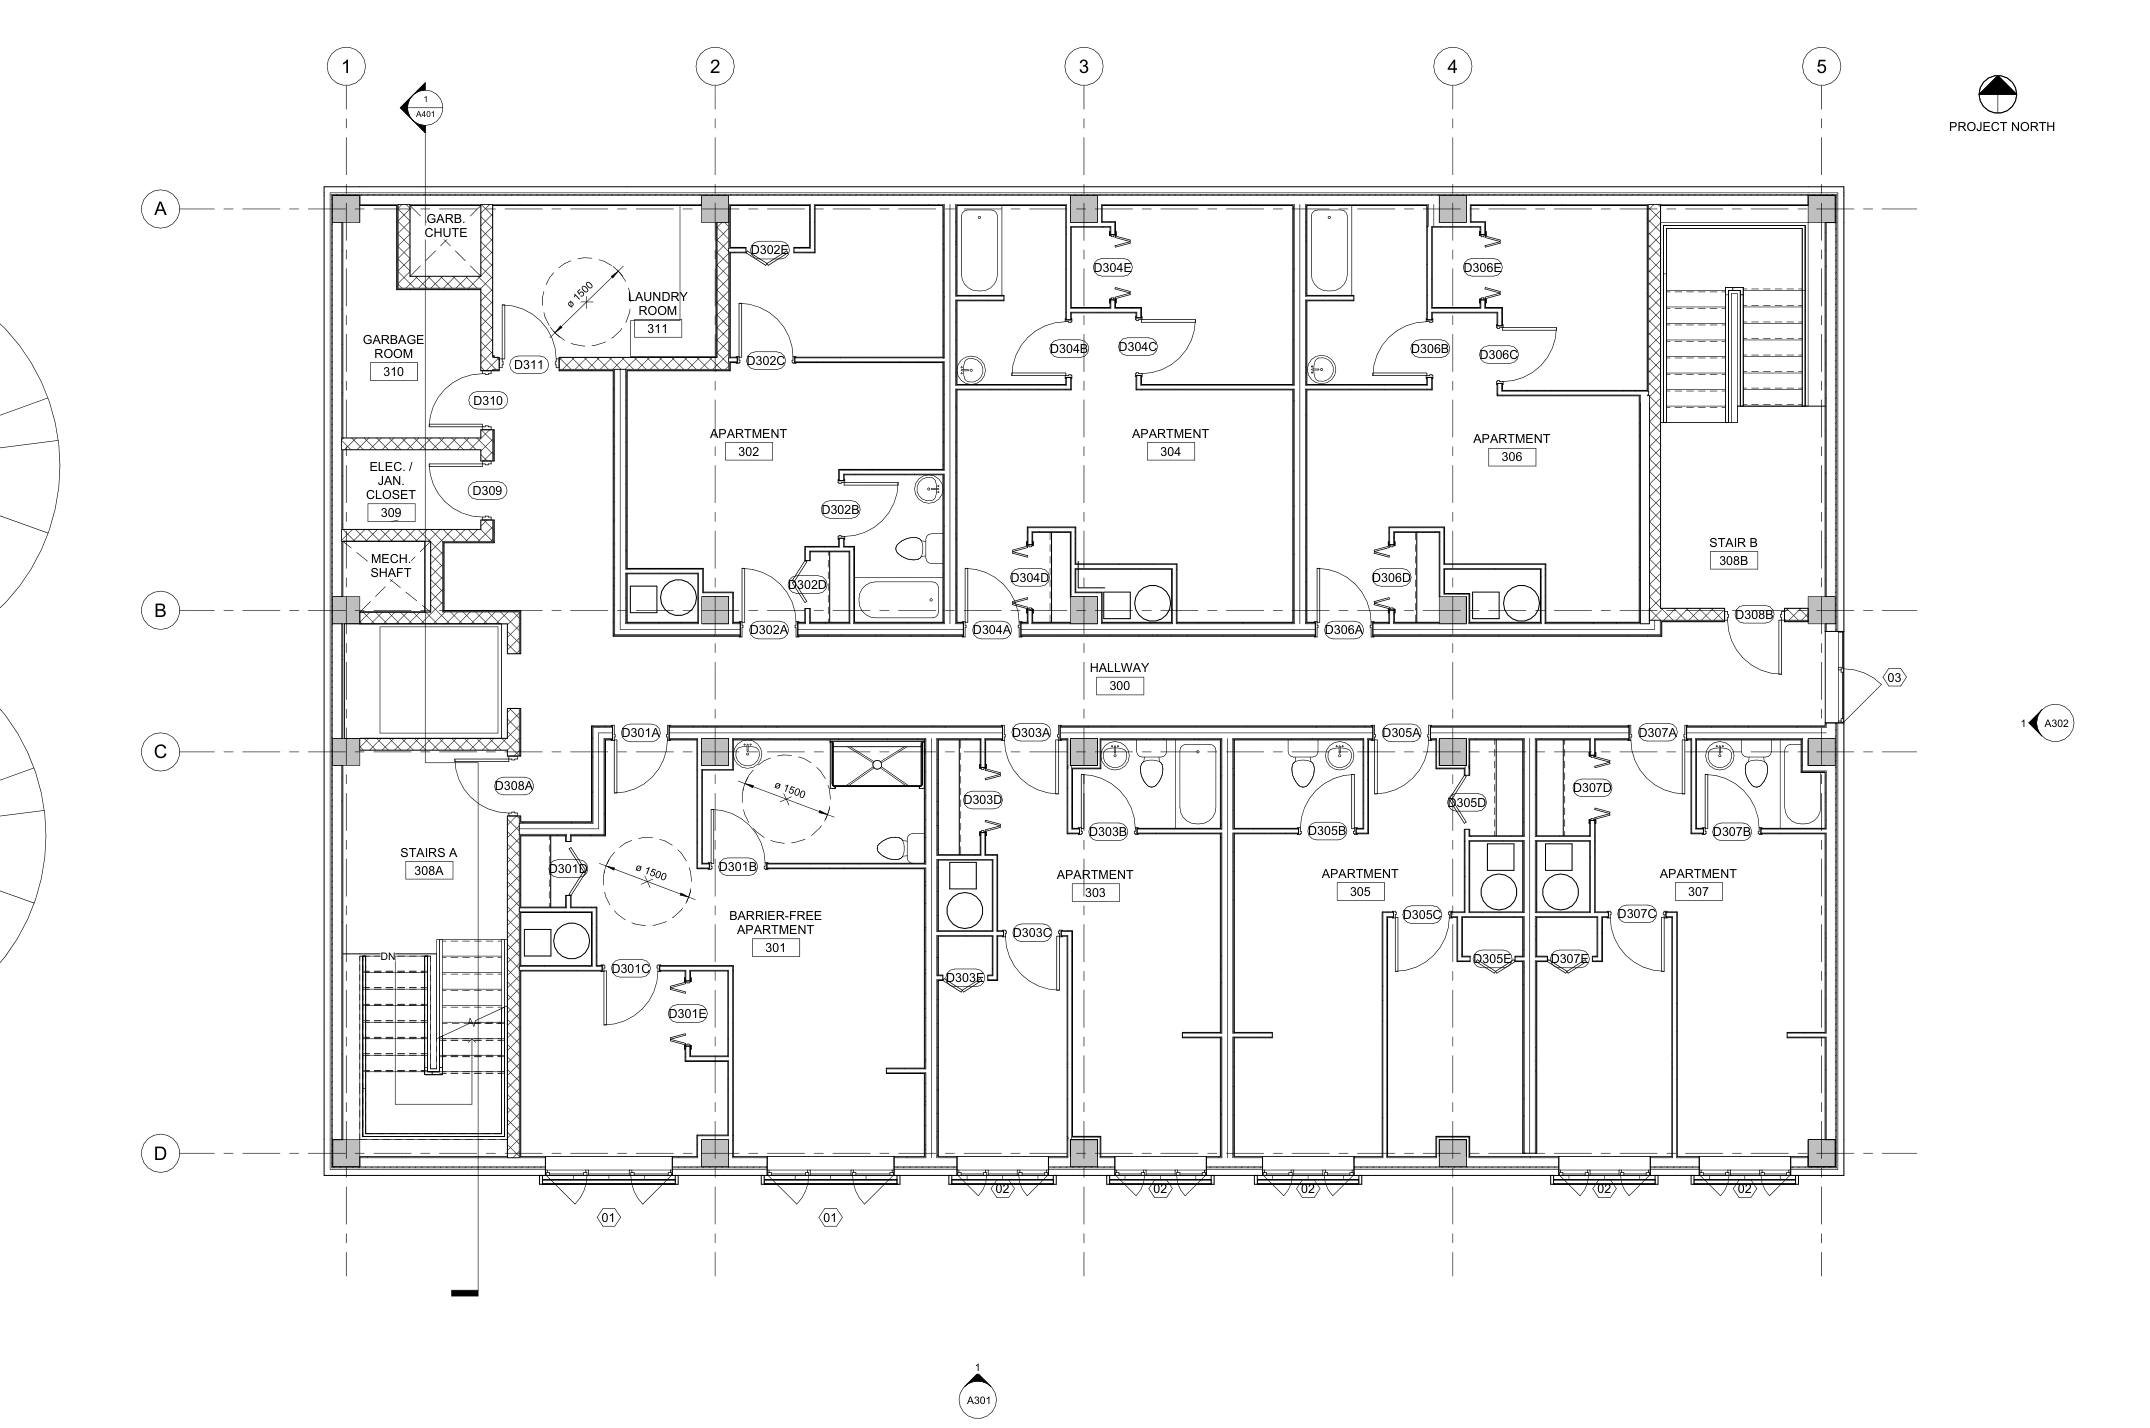 1
2
3
4
5
1
A401
PROJECT NORTH
A
GARB.
CHUTE
D302E
D304E
D306E
ø 1500
LAUNDRY
ROOM
311
GARBAGE
ROOM
310
D311
D302C
D304B
D304C
D306B
D306C
D310
APARTMENT
302
APARTMENT
304
APARTMENT
306
ELEC. /
JAN.
CLOSET
309
D309
D302B
MECH.
SHAFT
STAIR B
308B
D302D
D304D
D306D
B
D308B
D302A
D304A
D306A
HALLWAY
300
03
1
A302
C
D301A
D303A
D305A
D307A
D308A
ø 1500
D303D
D305D
D307D
D303B
D305B
D307B
STAIRS A
308A
D301D
ø 1500
D301B
APARTMENT
303
APARTMENT
305
APARTMENT
307
BARRIER-FREE
APARTMENT
301
D303C
D305C
D307C
DN
D301C
D303E
D305E
D307E
D301E
D
02
02
02
02
02
01
01
1
A301